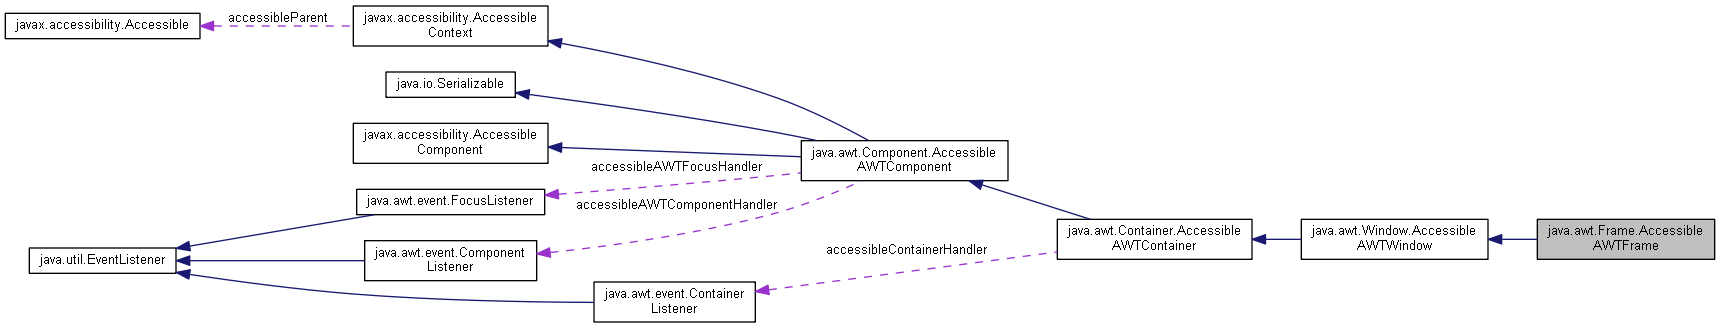 javax.accessibility.Accessible
accessibleParent
javax.accessibility.Accessible
Context
java.io.Serializable
javax.accessibility.Accessible
Component
java.awt.Component.Accessible
AWTComponent
accessibleAWTFocusHandler
java.awt.event.FocusListener
accessibleAWTComponentHandler
java.util.EventListener
java.awt.event.Component
Listener
accessibleContainerHandler
java.awt.Container.Accessible
AWTContainer
java.awt.Window.Accessible
AWTWindow
java.awt.Frame.Accessible
AWTFrame
java.awt.event.Container
Listener